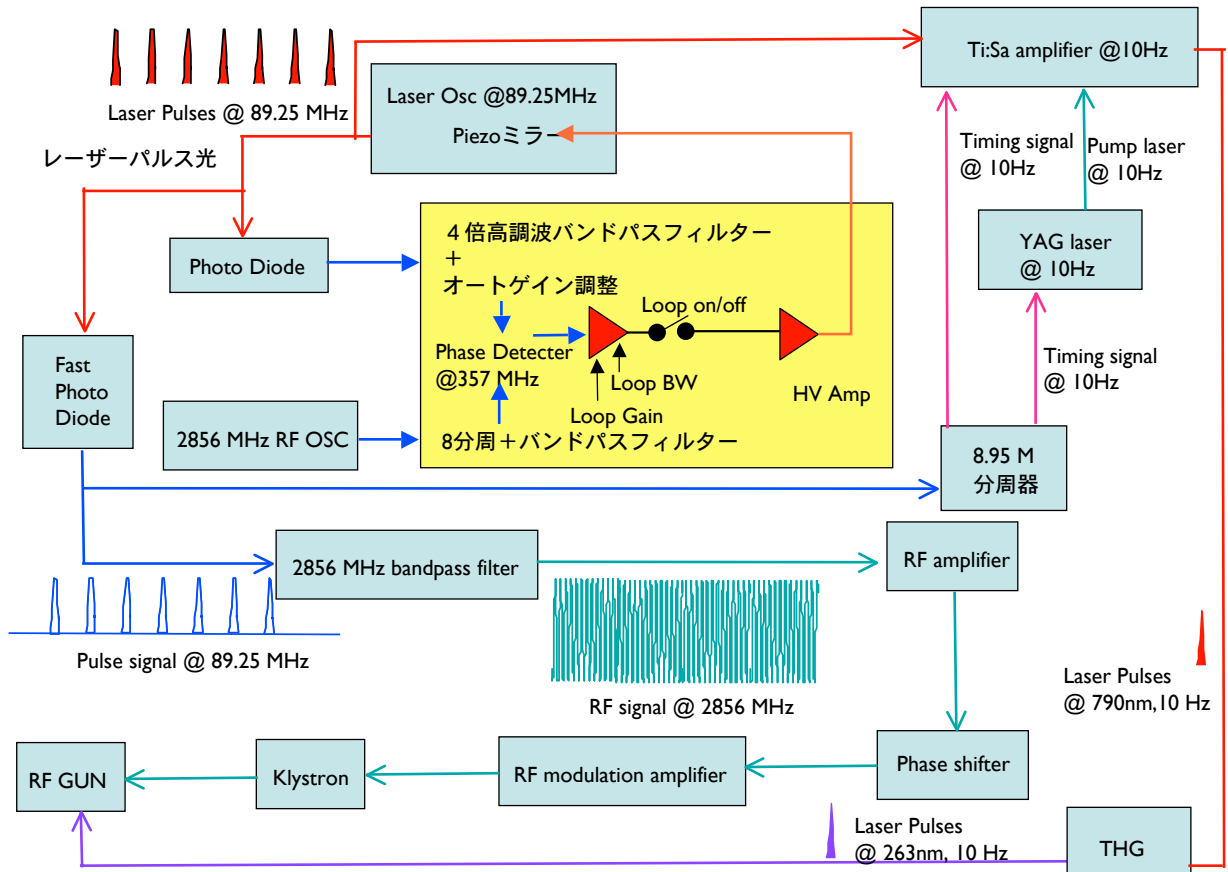 Ti:Sa amplifier @10Hz
Laser Osc @89.25MHz
Piezoミラー
Laser Pulses @ 89.25 MHz
レーザーパルス光
Timing signal
@ 10Hz
Pump laser
@ 10Hz
４倍高調波バンドパスフィルター
+
オートゲイン調整
Photo Diode
YAG laser
@ 10Hz
Loop on/off
Phase Detecter
@357 MHz
Loop BW
HV Amp
Loop Gain
Timing signal
@ 10Hz
Fast
Photo
Diode
2856 MHz RF OSC
8分周＋バンドパスフィルター
8.95 M
分周器
2856 MHz bandpass filter
RF amplifier
Pulse signal @ 89.25 MHz
RF signal @ 2856 MHz
Laser Pulses
@ 790nm,10 Hz
RF GUN
Klystron
RF modulation amplifier
Phase shifter
Laser Pulses
@ 263nm, 10 Hz
THG